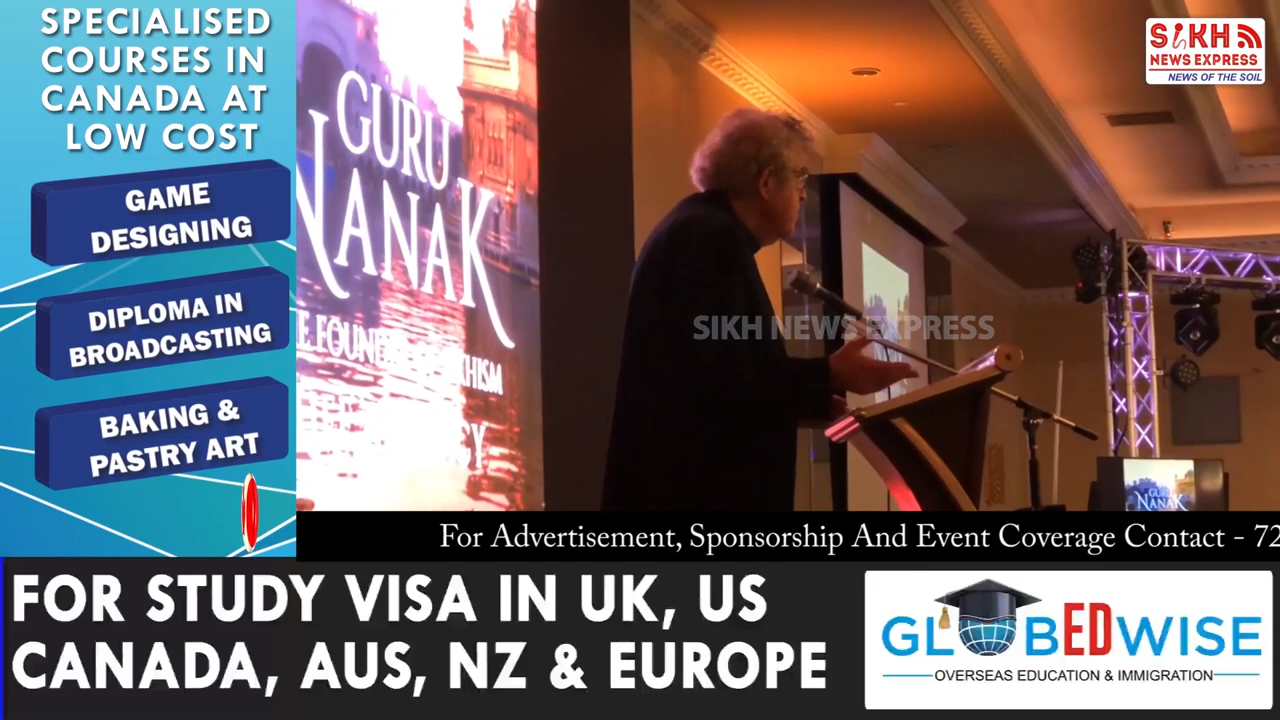 SPECIALISED
COURSES IN
CANADA AT
LOW COST
GAME
DESIGNING
DIPLOMA IN
BROADCASTING
BAKING &
PASTRY ART
GURU
NANAK
SIKH
NEWS EXPRESS
NEWS OF THE SOIL
SIKH NEWS EXPRESS
GURU
NANAK
For Advertisement, Sponsorship And Event Coverage Contact - 72
FOR STUDY VISA IN UK, US
CANADA, AUS, NZ & EUROPE
GLOBEDWISE
OVERSEAS EDUCATION & IMMIGRATION